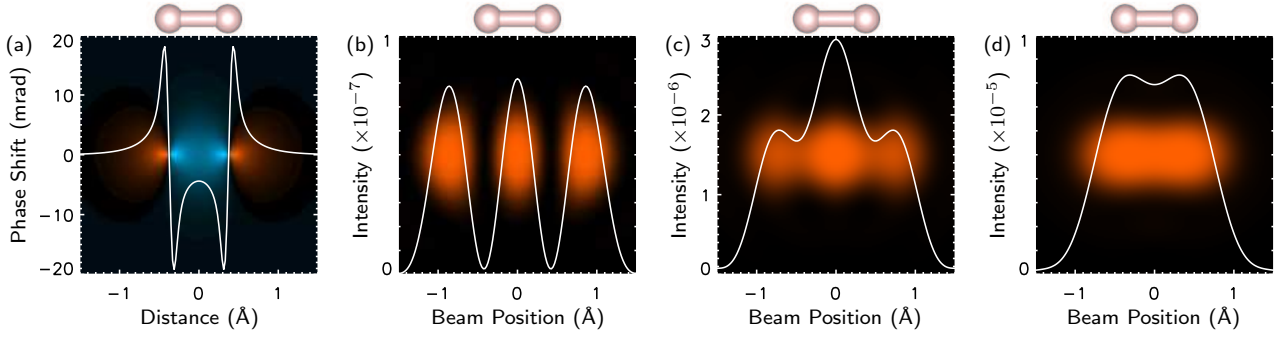 (a)
20
10
0
−10
−20
Phase Shift (mrad)
−1 0 1
Distance (Å)
(b)
1
0
Intensity (×10−7)
−1 0 1
Beam Position (Å)
(c)
3
2
1
0
Intensity (×10−6)
−1 0 1
Beam Position (Å)
(d)
1
0
Intensity (×10−5)
−1 0 1
Beam Position (Å)